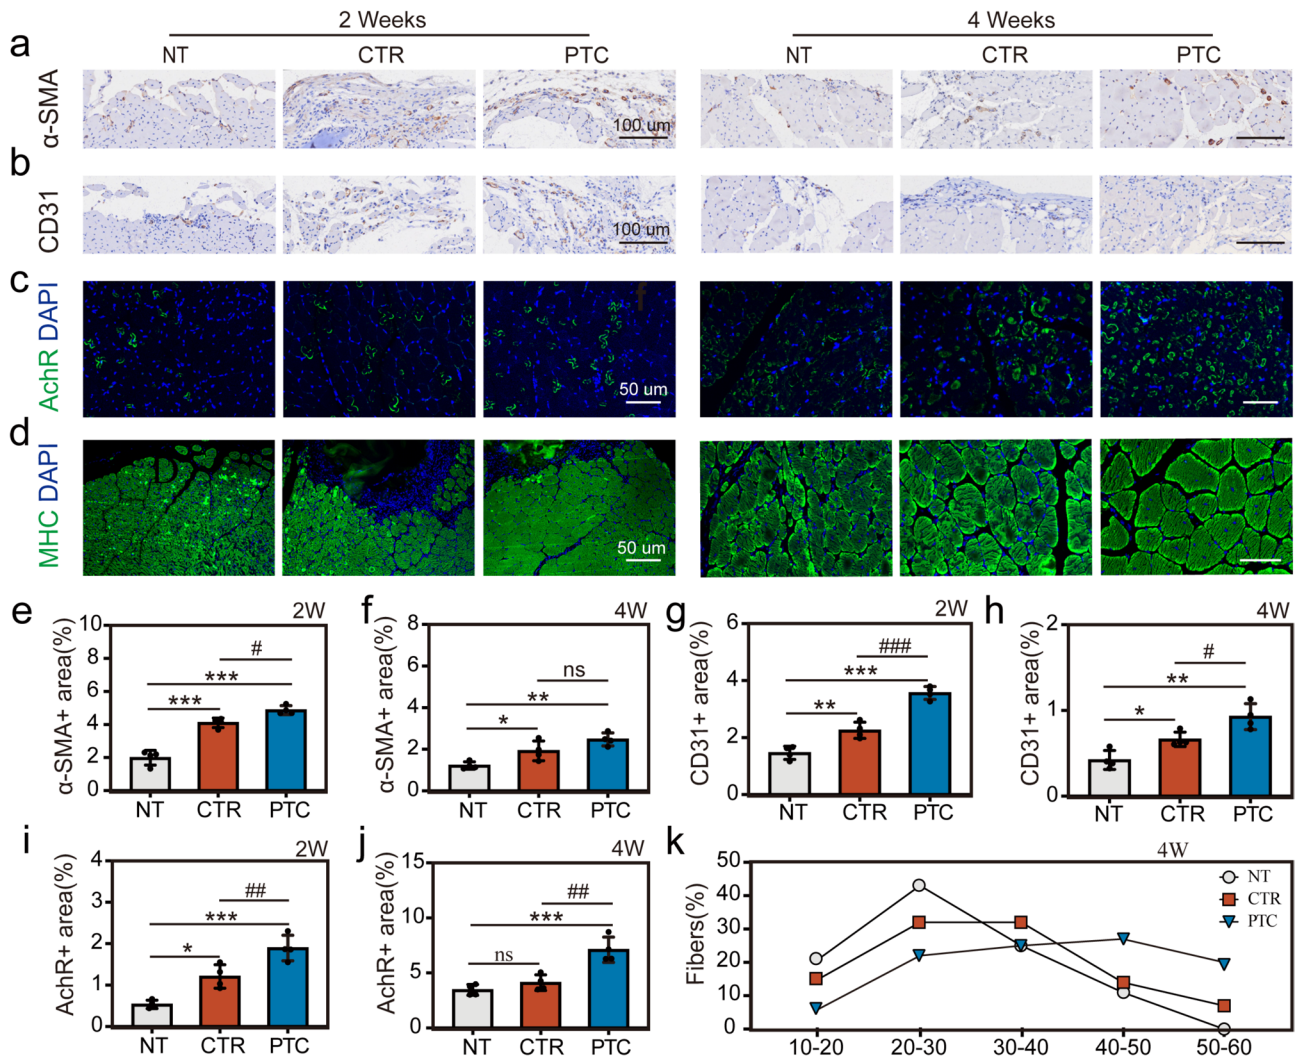 2 Weeks
4 Weeks
a
NT
CTR
PTC
NT
CTR
PTC
α-SMA
100 um
b
CD31
100 um
c
AchR DAPI
50 um
d
MHC DAPI
50 um
e
2W
α-SMA+ area(%)
10
8
6
4
2
0
#
***
***
NT
CTR
PTC
f
4W
α-SMA+ area(%)
8
6
4
2
0
ns
**
*
NT
CTR
PTC
g
2W
CD31+ area(%)
6
4
2
0
###
***
**
NT
CTR
PTC
h
4W
CD31+ area(%)
2
1
0
#
**
*
NT
CTR
PTC
i
2W
AchR+ area(%)
4
3
2
1
0
##
***
*
NT
CTR
PTC
j
4W
AchR+ area(%)
15
10
5
0
##
***
ns
NT
CTR
PTC
k
4W
Fibers(%)
50
40
30
20
10
0
NT
CTR
PTC
10-20
20-30
30-40
40-50
50-60